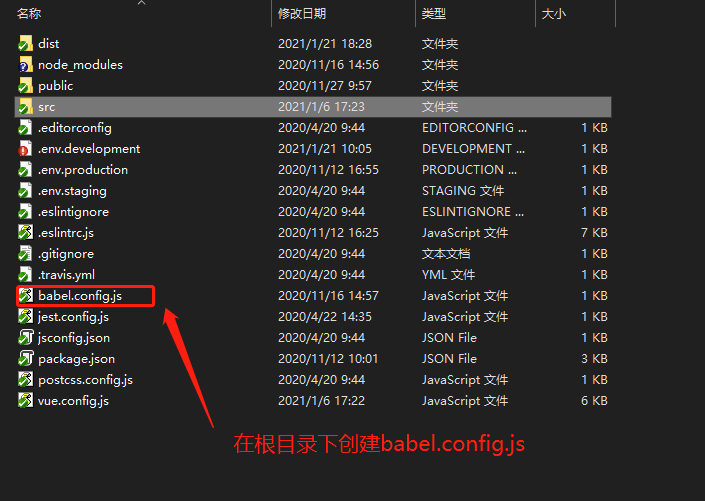 名称 修改日期 类型 大小
dist 2021/1/21 18:28 文件夹
node_modules 2020/11/16 14:56 文件夹
public 2020/11/27 9:57 文件夹
src 2021/1/6 17:23 文件夹
.editorconfig 2020/4/20 9:44 EDITORCONFIG ... 1 KB
.env.development 2021/1/21 10:05 DEVELOPMENT ... 1 KB
.env.production 2020/11/12 16:55 PRODUCTION ... 1 KB
.env.staging 2020/4/20 9:44 STAGING 文件 1 KB
.eslintignore 2020/4/20 9:44 ESLINTIGNORE ... 1 KB
.eslintrc.js 2020/11/12 16:25 JavaScript 文件 7 KB
.gitignore 2020/4/20 9:44 文本文档 1 KB
.travis.yml 2020/4/20 9:44 YML 文件 1 KB
babel.config.js 2020/11/16 14:57 JavaScript 文件 1 KB
jest.config.js 2020/4/22 14:35 JavaScript 文件 1 KB
jsconfig.json 2020/4/20 9:44 JSON File 1 KB
package.json 2020/11/12 10:01 JSON File 3 KB
postcss.config.js 2020/4/20 9:44 JavaScript 文件 1 KB
vue.config.js 2021/1/6 17:22 JavaScript 文件 6 KB
在根目录下创建babel.config.js